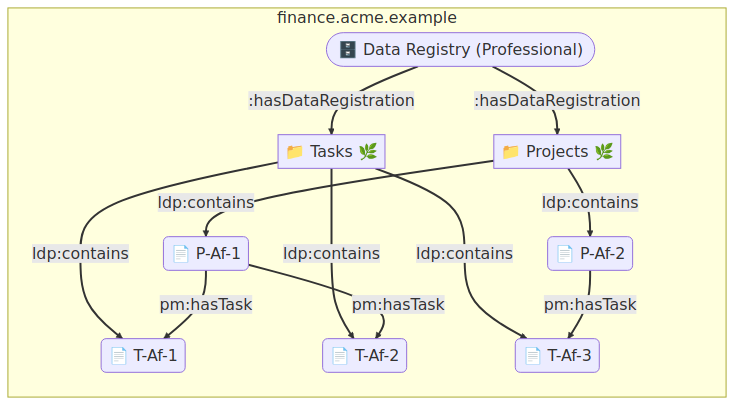 finance.acme.example
🗄️ Data Registry (Professional)
:hasDataRegistration :hasDataRegistration
📁 Tasks 🌿 📁 Projects 🌿
ldp:contains ldp:contains
ldp:contains 📄 P-Af-1 ldp:contains ldp:contains 📄 P-Af-2
pm:hasTask pm:hasTask pm:hasTask
📄 T-Af-1 📄 T-Af-2 📄 T-Af-3